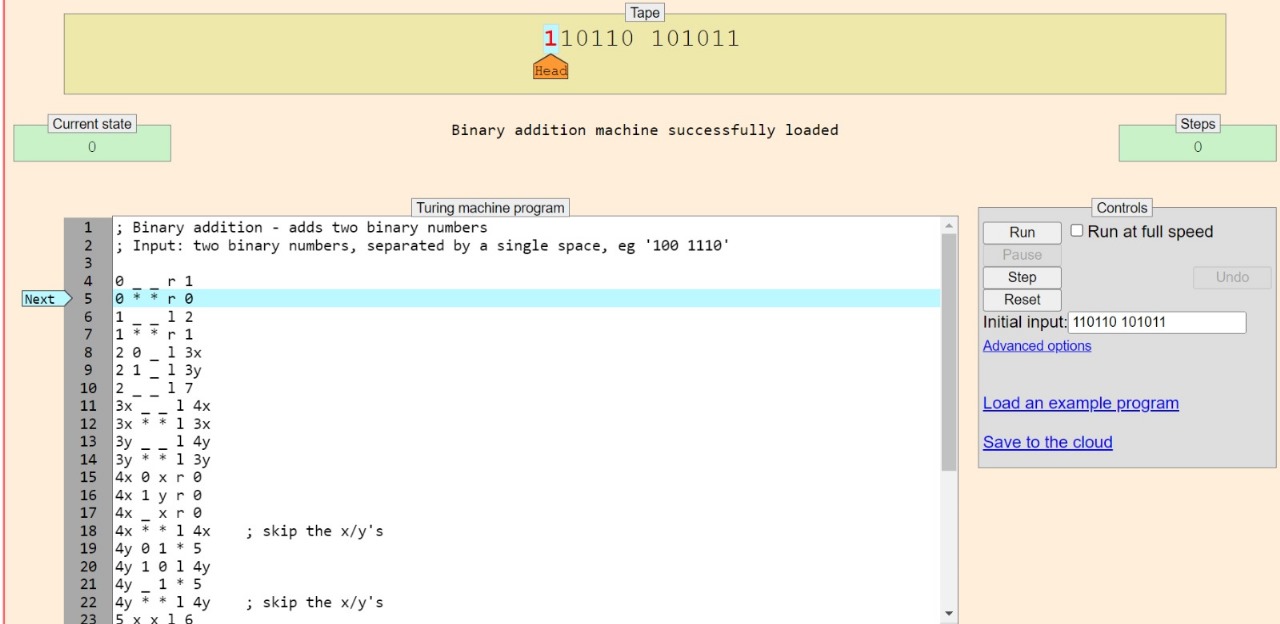 Tape
110110 101011
Head
Current state
0
Binary addition machine successfully loaded
Steps
0
Turing machine program
1 ; Binary addition - adds two binary numbers
2 ; Input: two binary numbers, separated by a single space, eg '100 1110'
3
4 0 _ _ r 1
Next 5 0 * * r 0
6 1 _ _ l 2
7 1 * * r 1
8 2 0 _ l 3x
9 2 1 _ l 3y
10 2 _ _ l 7
11 3x _ _ l 4x
12 3x * * l 3x
13 3y _ _ l 4y
14 3y * * l 3y
15 4x 0 x r 0
16 4x 1 y r 0
17 4x _ x r 0
18 4x * * l 4x ; skip the x/y's
19 4y 0 1 * 5
20 4y 1 0 l 4y
21 4y _ 1 * 5
22 4y * * l 4y ; skip the x/y's
23 5 x x l 6
Controls
Run Run at full speed
Pause
Step Undo
Reset
Initial input: 110110 101011
Advanced options
Load an example program
Save to the cloud